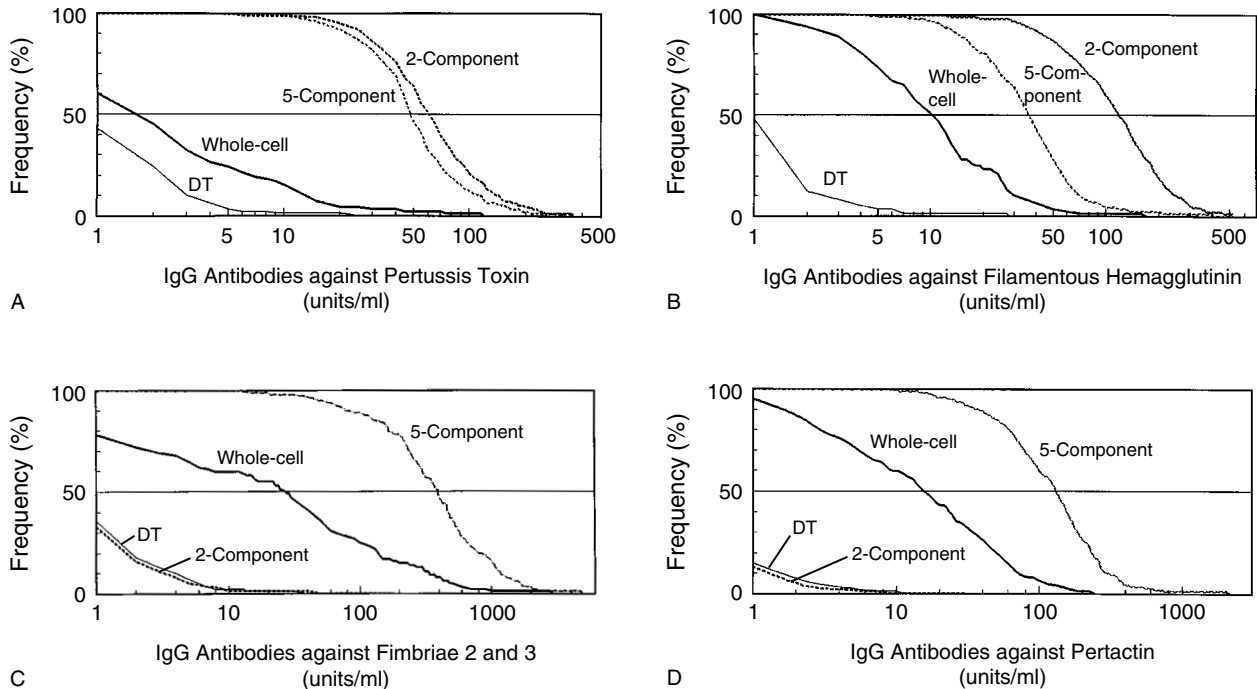 100
50
0
Frequency (%)
2-Component
5-Component
Whole-cell
DT
1
5
10
50
100
500
IgG Antibodies against Pertussis Toxin
(units/ml)
A
100
50
0
Frequency (%)
2-Component
Whole-
cell
5-Com-
ponent
DT
1
5
10
50
100
500
IgG Antibodies against Filamentous Hemagglutinin
(units/ml)
B
100
50
0
Frequency (%)
5-Component
Whole-cell
DT
2-Component
1
10
100
1000
IgG Antibodies against Fimbriae 2 and 3
(units/ml)
C
100
50
0
Frequency (%)
Whole-cell
5-Component
DT
2-Component
1
10
100
1000
IgG Antibodies against Pertactin
(units/ml)
D